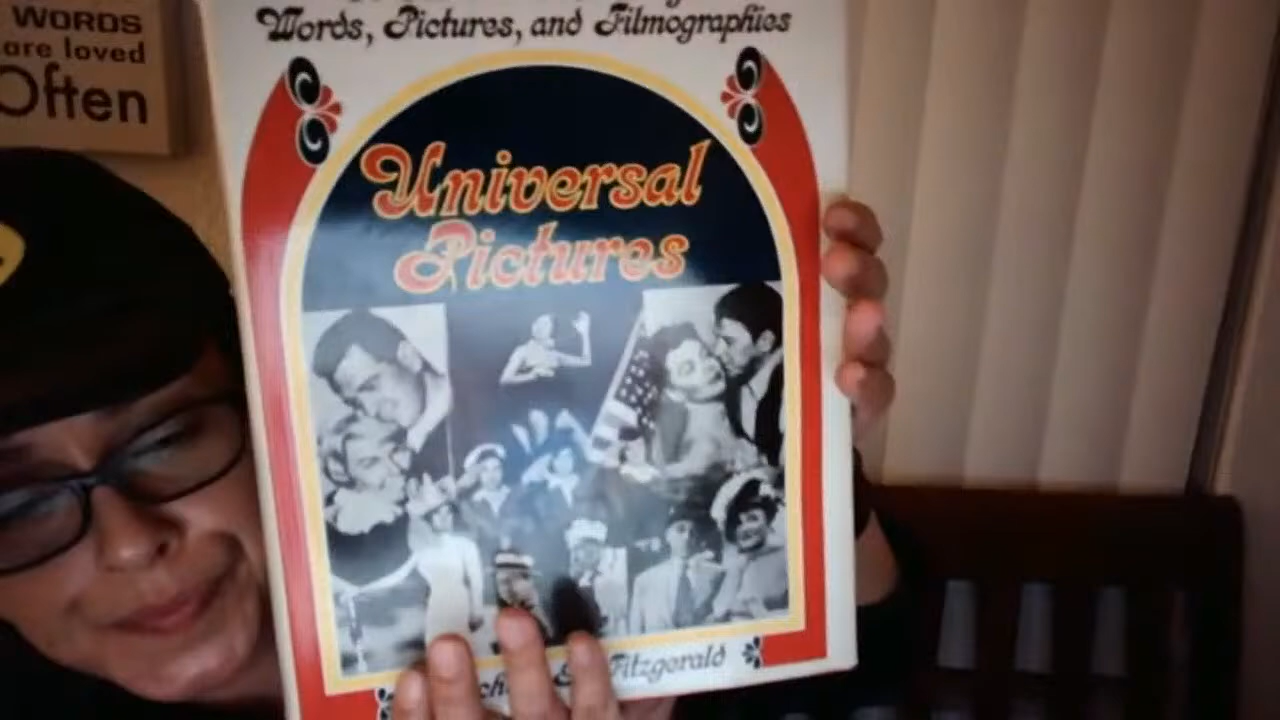 WORDS
are loved
Often
Words, Pictures, and Filmographies
Universal
Pictures
Fitzgerald